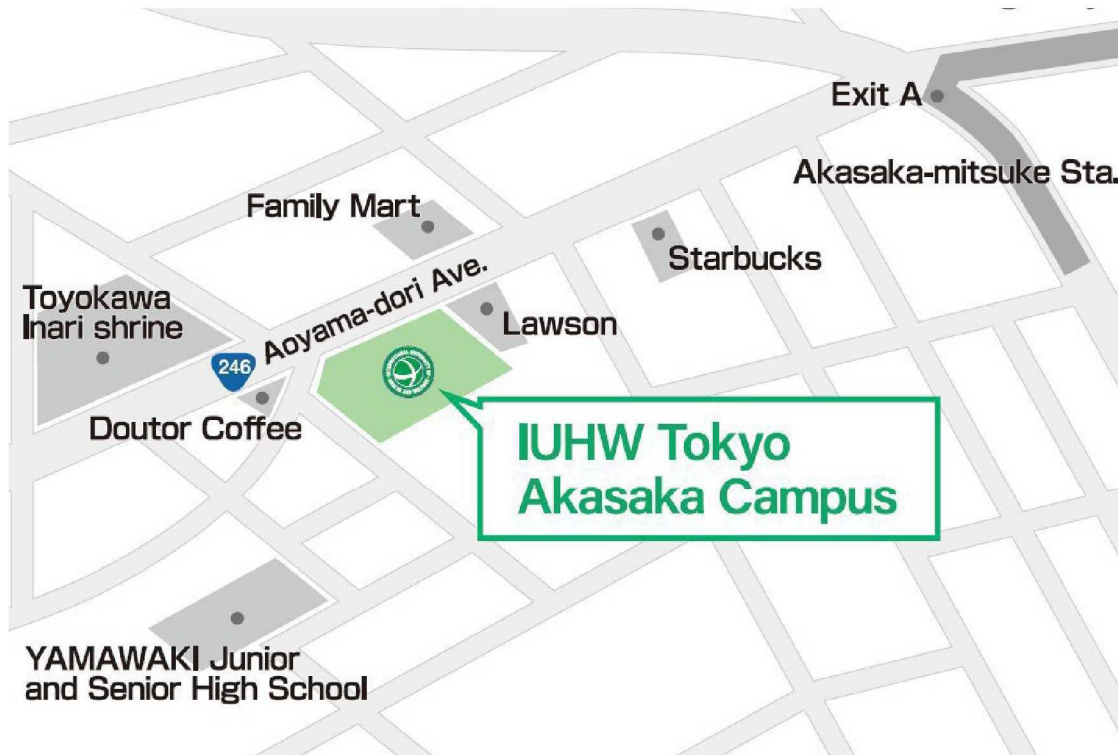 Exit A
Akasaka-mitsuke Sta.
Family Mart
Starbucks
Toyokawa
Inari shrine
Aoyama-dori Ave.
Lawson
246
Doutor Coffee
IUHW Tokyo
Akasaka Campus
YAMAWAKI Junior
and Senior High School